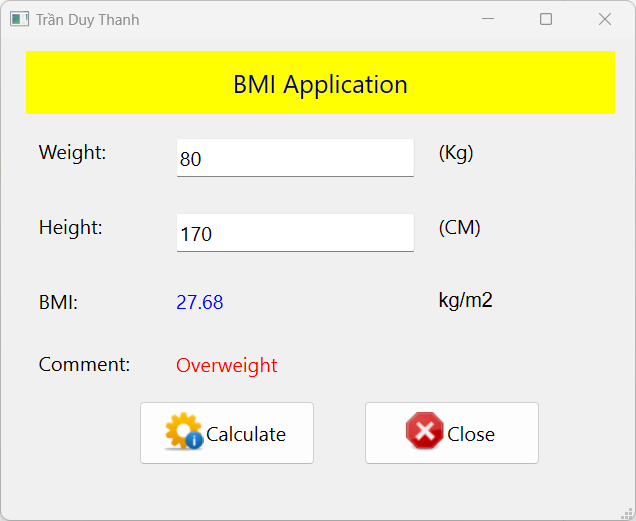 Trần Duy Thanh
BMI Application
Weight: 80 (Kg)
Height: 170 (CM)
BMI: 27.68 kg/m2
Comment: Overweight
Calculate Close